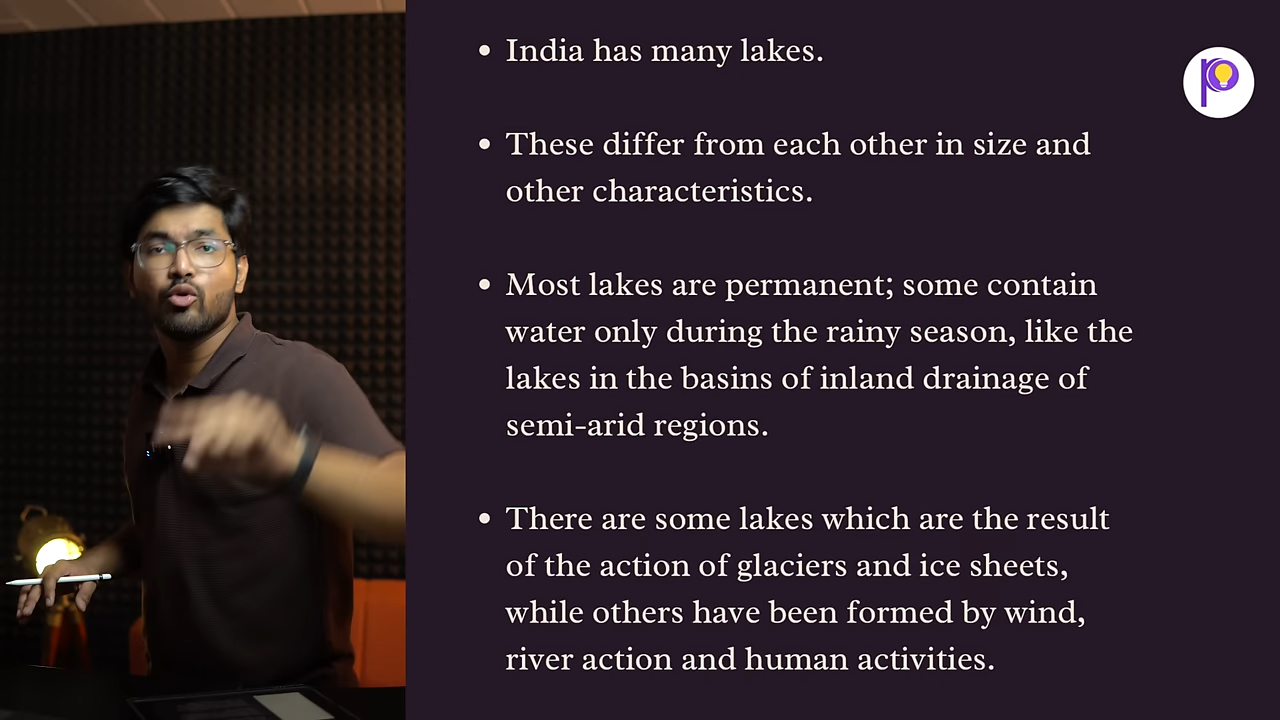 • India has many lakes.
• These differ from each other in size and
other characteristics.
• Most lakes are permanent; some contain
water only during the rainy season, like the
lakes in the basins of inland drainage of
semi-arid regions.
• There are some lakes which are the result
of the action of glaciers and ice sheets,
while others have been formed by wind,
river action and human activities.